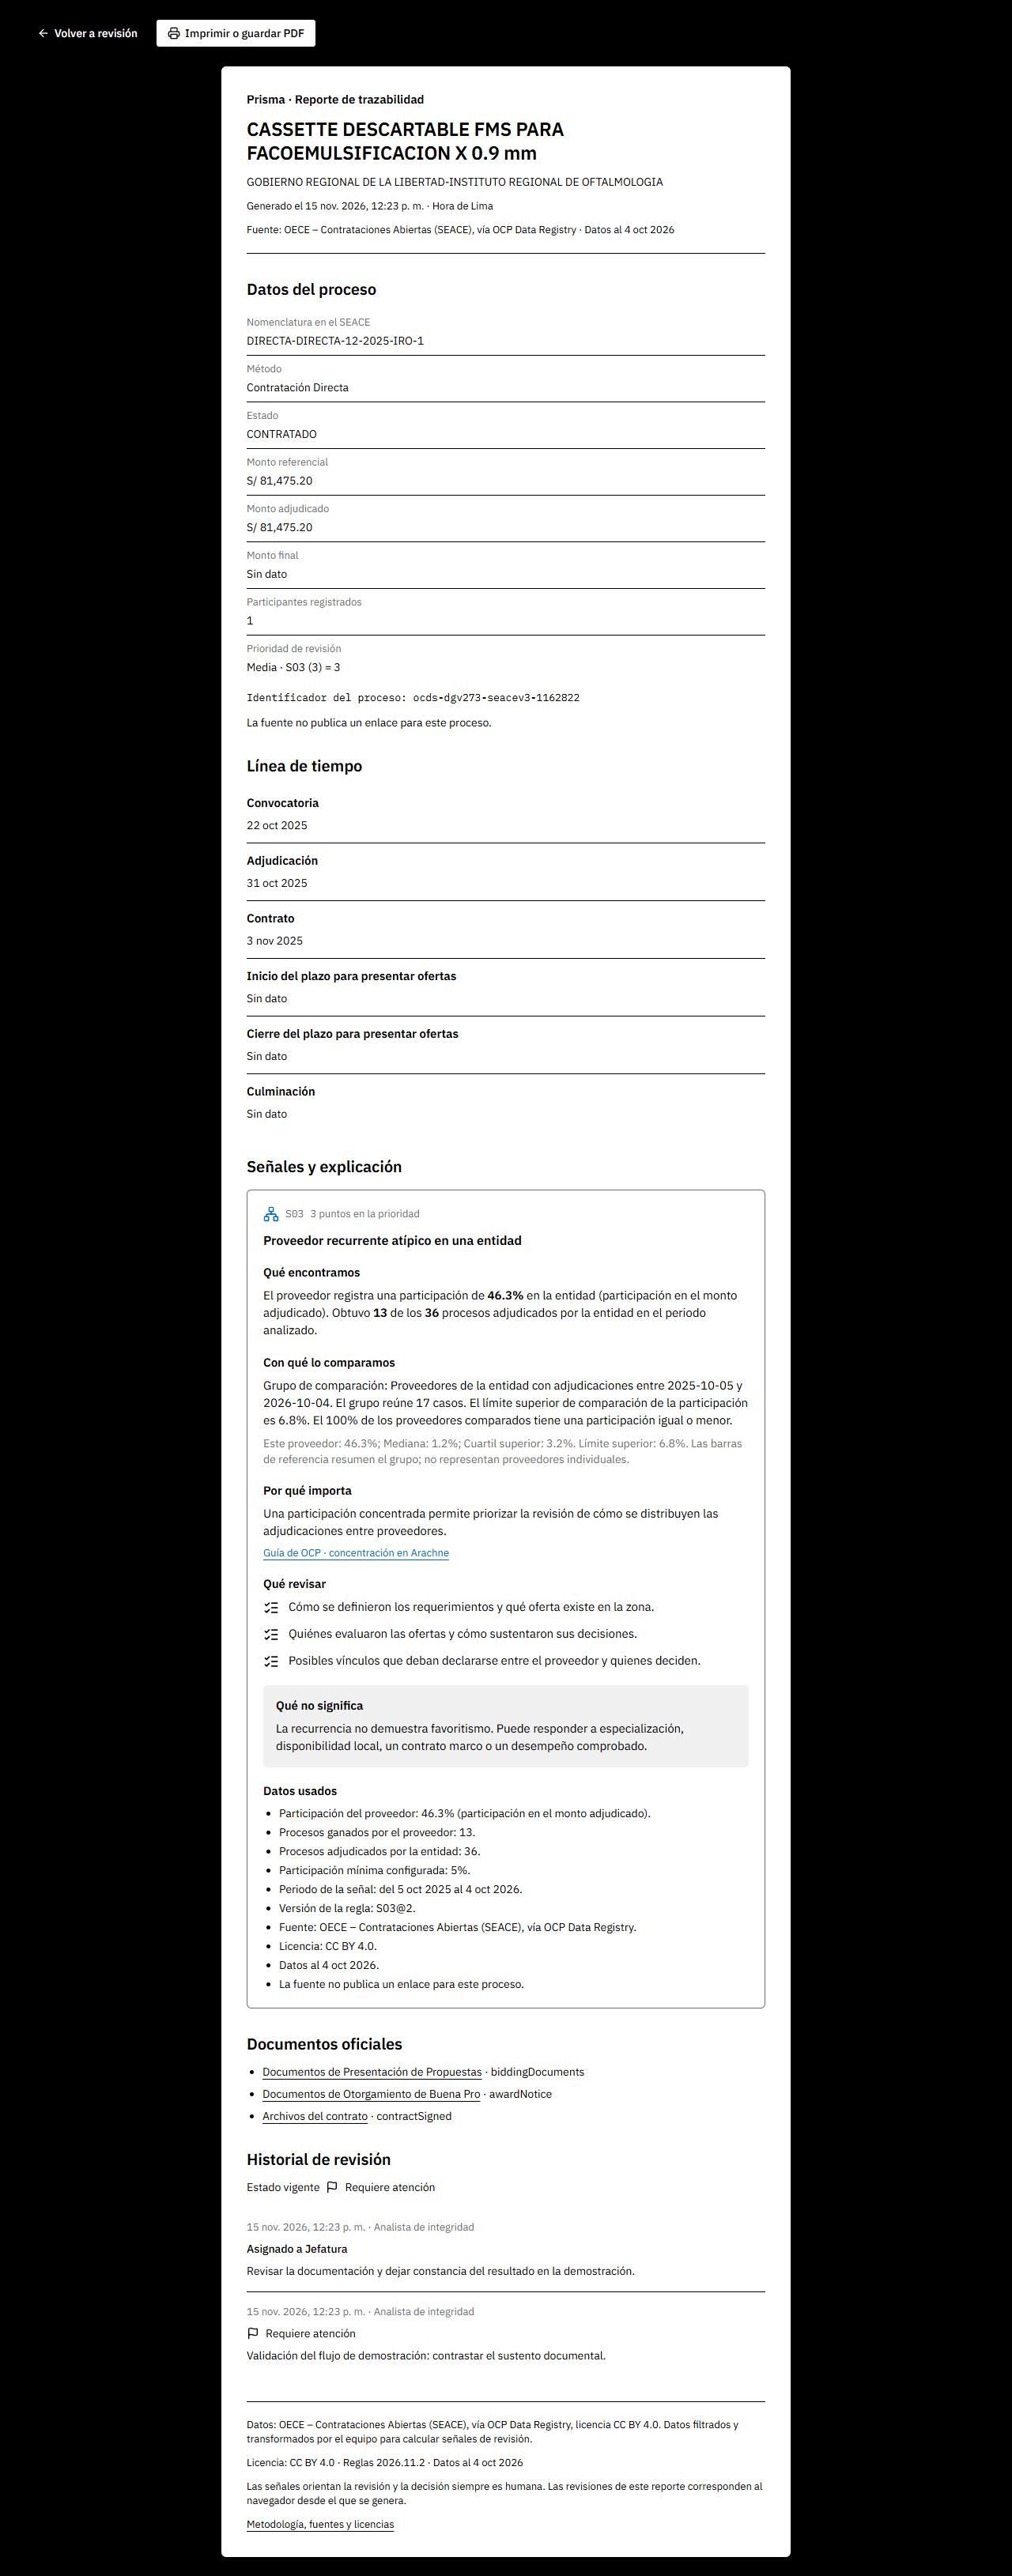 Volver a revisión
Imprimir o guardar PDF
Prisma · Reporte de trazabilidad
CASSETTE DESCARTABLE FMS PARA
FACOEMULSIFICACION X 0.9 mm
GOBIERNO REGIONAL DE LA LIBERTAD-INSTITUTO REGIONAL DE OFTALMOLOGIA
Generado el 15 nov. 2026, 12:23 p. m. · Hora de Lima
Fuente: OECE – Contrataciones Abiertas (SEACE), vía OCP Data Registry · Datos al 4 oct 2026
Datos del proceso
Nomenclatura en el SEACE
DIRECTA-DIRECTA-12-2025-IRO-1
Método
Contratación Directa
Estado
CONTRATADO
Monto referencial
S/ 81,475.20
Monto adjudicado
S/ 81,475.20
Monto final
Sin dato
Participantes registrados
1
Prioridad de revisión
Media · S03 (3) = 3
Identificador del proceso: ocds-dgv273-seacev3-1162822
La fuente no publica un enlace para este proceso.
Línea de tiempo
Convocatoria
22 oct 2025
Adjudicación
31 oct 2025
Contrato
3 nov 2025
Inicio del plazo para presentar ofertas
Sin dato
Cierre del plazo para presentar ofertas
Sin dato
Culminación
Sin dato
Señales y explicación
S03 3 puntos en la prioridad
Proveedor recurrente atípico en una entidad
Qué encontramos
El proveedor registra una participación de 46.3% en la entidad (participación en el monto
adjudicado). Obtuvo 13 de los 36 procesos adjudicados por la entidad en el periodo
analizado.
Con qué lo comparamos
Grupo de comparación: Proveedores de la entidad con adjudicaciones entre 2025-10-05 y
2026-10-04. El grupo reúne 17 casos. El límite superior de comparación de la participación
es 6.8%. El 100% de los proveedores comparados tiene una participación igual o menor.
Este proveedor: 46.3%; Mediana: 1.2%; Cuartil superior: 3.2%. Límite superior: 6.8%. Las barras
de referencia resumen el grupo; no representan proveedores individuales.
Por qué importa
Una participación concentrada permite priorizar la revisión de cómo se distribuyen las
adjudicaciones entre proveedores.
Guía de OCP · concentración en Arachne
Qué revisar
Cómo se definieron los requerimientos y qué oferta existe en la zona.
Quiénes evaluaron las ofertas y cómo sustentaron sus decisiones.
Posibles vínculos que deban declararse entre el proveedor y quienes deciden.
Qué no significa
La recurrencia no demuestra favoritismo. Puede responder a especialización,
disponibilidad local, un contrato marco o un desempeño comprobado.
Datos usados
Participación del proveedor: 46.3% (participación en el monto adjudicado).
Procesos ganados por el proveedor: 13.
Procesos adjudicados por la entidad: 36.
Participación mínima configurada: 5%.
Periodo de la señal: del 5 oct 2025 al 4 oct 2026.
Versión de la regla: S03@2.
Fuente: OECE – Contrataciones Abiertas (SEACE), vía OCP Data Registry.
Licencia: CC BY 4.0.
Datos al 4 oct 2026.
La fuente no publica un enlace para este proceso.
Documentos oficiales
Documentos de Presentación de Propuestas · biddingDocuments
Documentos de Otorgamiento de Buena Pro · awardNotice
Archivos del contrato · contractSigned
Historial de revisión
Estado vigente Requiere atención
15 nov. 2026, 12:23 p. m. · Analista de integridad
Asignado a Jefatura
Revisar la documentación y dejar constancia del resultado en la demostración.
15 nov. 2026, 12:23 p. m. · Analista de integridad
Requiere atención
Validación del flujo de demostración: contrastar el sustento documental.
Datos: OECE – Contrataciones Abiertas (SEACE), vía OCP Data Registry, licencia CC BY 4.0. Datos filtrados y
transformados por el equipo para calcular señales de revisión.
Licencia: CC BY 4.0 · Reglas 2026.11.2 · Datos al 4 oct 2026
Las señales orientan la revisión y la decisión siempre es humana. Las revisiones de este reporte corresponden al
navegador desde el que se genera.
Metodología, fuentes y licencias